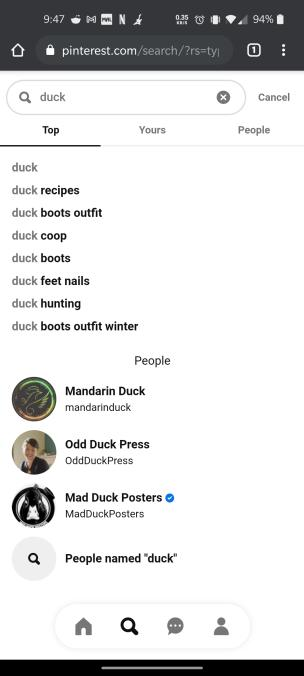 9:47
0.35
KB/S
94%
pinterest.com/search/?rs=typ
1
duck
Cancel
Top
Yours
People
duck
duck recipes
duck boots outfit
duck coop
duck boots
duck feet nails
duck hunting
duck boots outfit winter
People
Mandarin Duck
mandarinduck
Odd Duck Press
OddDuckPress
Mad Duck Posters
MadDuckPosters
People named "duck"